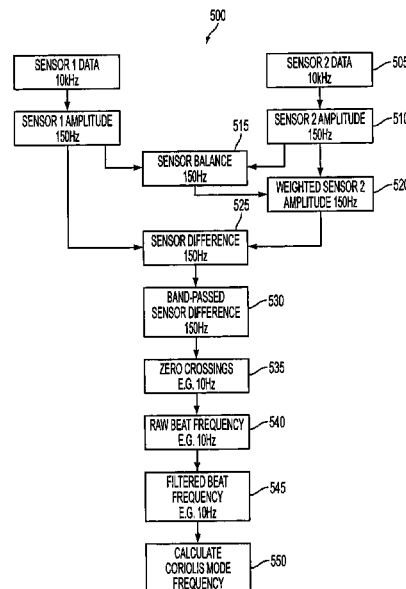 500
SENSOR 1 DATA
10kHz
SENSOR 2 DATA
10kHz
505
SENSOR 1 AMPLITUDE
150Hz
515
SENSOR 2 AMPLITUDE
150Hz
510
SENSOR BALANCE
150Hz
WEIGHTED SENSOR 2
AMPLITUDE 150Hz
520
525
SENSOR DIFFERENCE
150Hz
BAND-PASSED
SENSOR DIFFERENCE
150Hz
530
ZERO CROSSINGS
E.G. 10Hz
535
RAW BEAT FREQUENCY
E.G. 10Hz
540
FILTERED BEAT
FREQUENCY
E.G. 10Hz
545
CALCULATE
CORIOLIS MODE
FREQUENCY
550